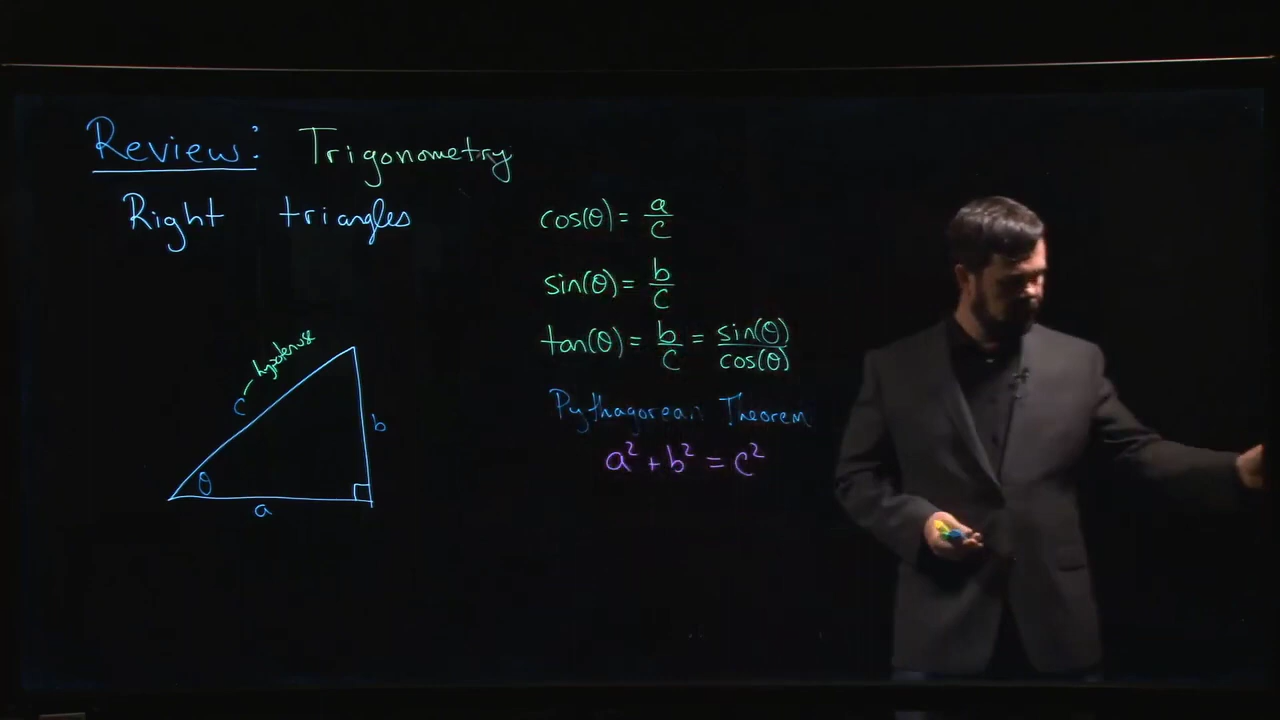 Review: Trigonometry
Right triangles
cos(θ) = a/c
sin(θ) = b/c
tan(θ) = b/c = sin(θ)/cos(θ)
Pythagorean Theorem
a² + b² = c²
hypotenuse
c
b
θ
a